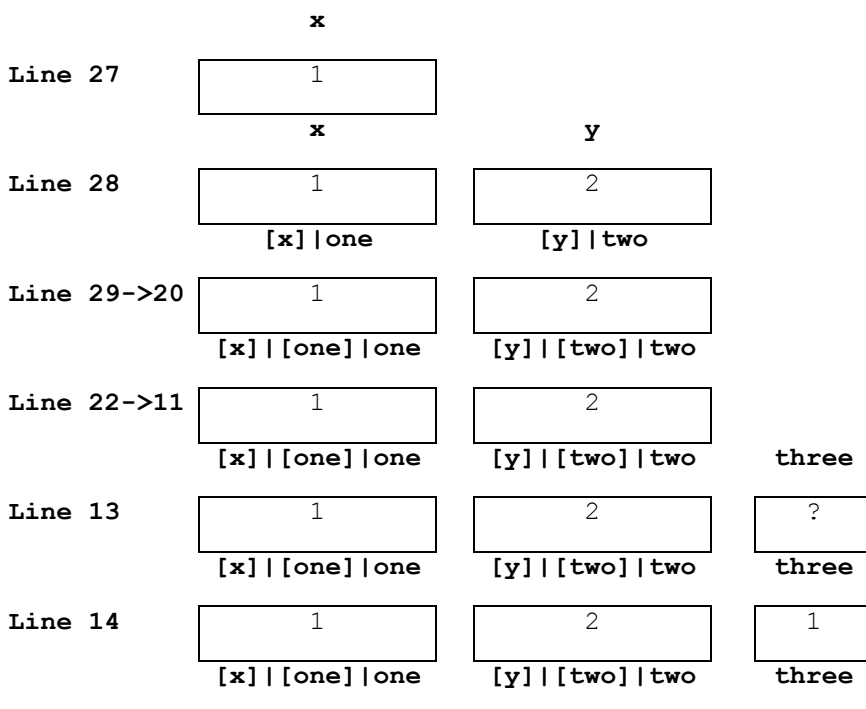 x
Line 27 1
x y
Line 28 1 2
[x]|one [y]|two
Line 29->20 1 2
[x]|[one]|one [y]|[two]|two
Line 22->11 1 2
[x]|[one]|one [y]|[two]|two three
Line 13 1 2 ?
[x]|[one]|one [y]|[two]|two three
Line 14 1 2 1
[x]|[one]|one [y]|[two]|two three